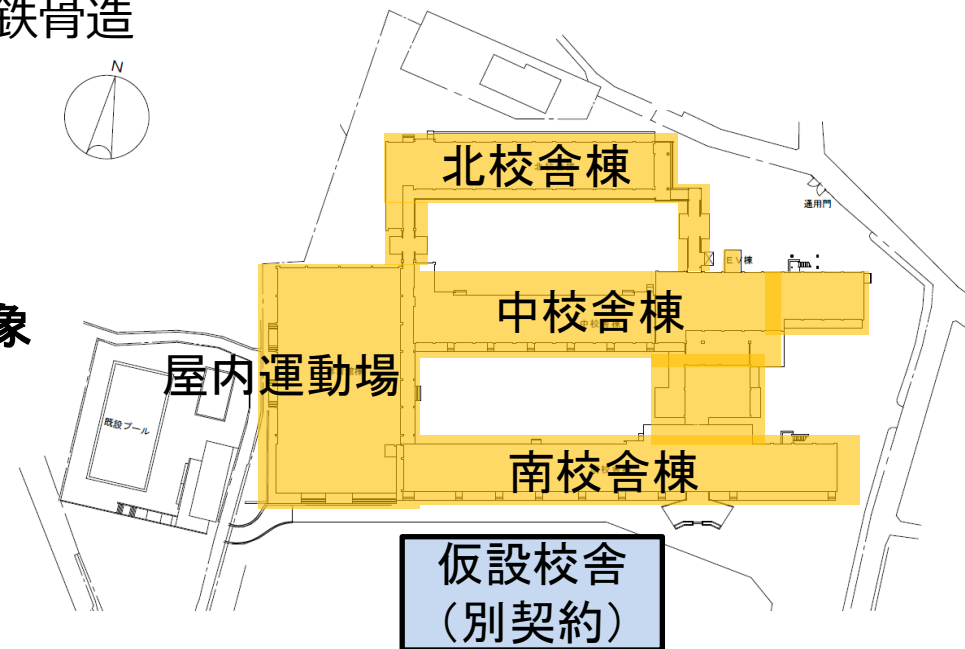 鉄骨造
N
北校舎棟
通用門
EV棟
中校舎棟
象
屋内運動場
既設プール
南校舎棟
仮設校舎
（別契約）